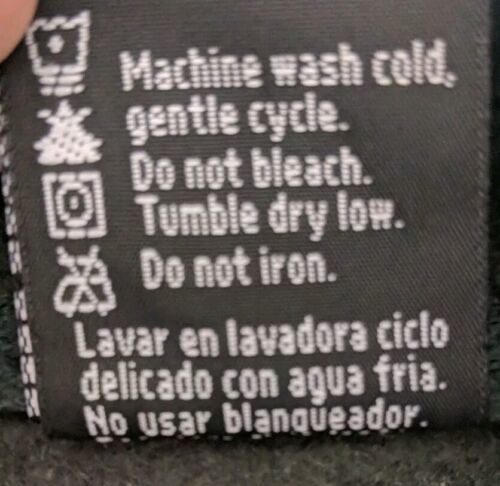 Machine wash cold,
gentle cycle.
Do not bleach.
Tumble dry low.
Do not iron.
Lavar en lavadora ciclo
delicado con agua fria.
No usar blanqueador.